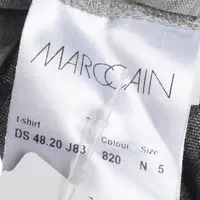 MARCCAIN
t-shirt Colour Size
DS 48.20 J83 820 N 5